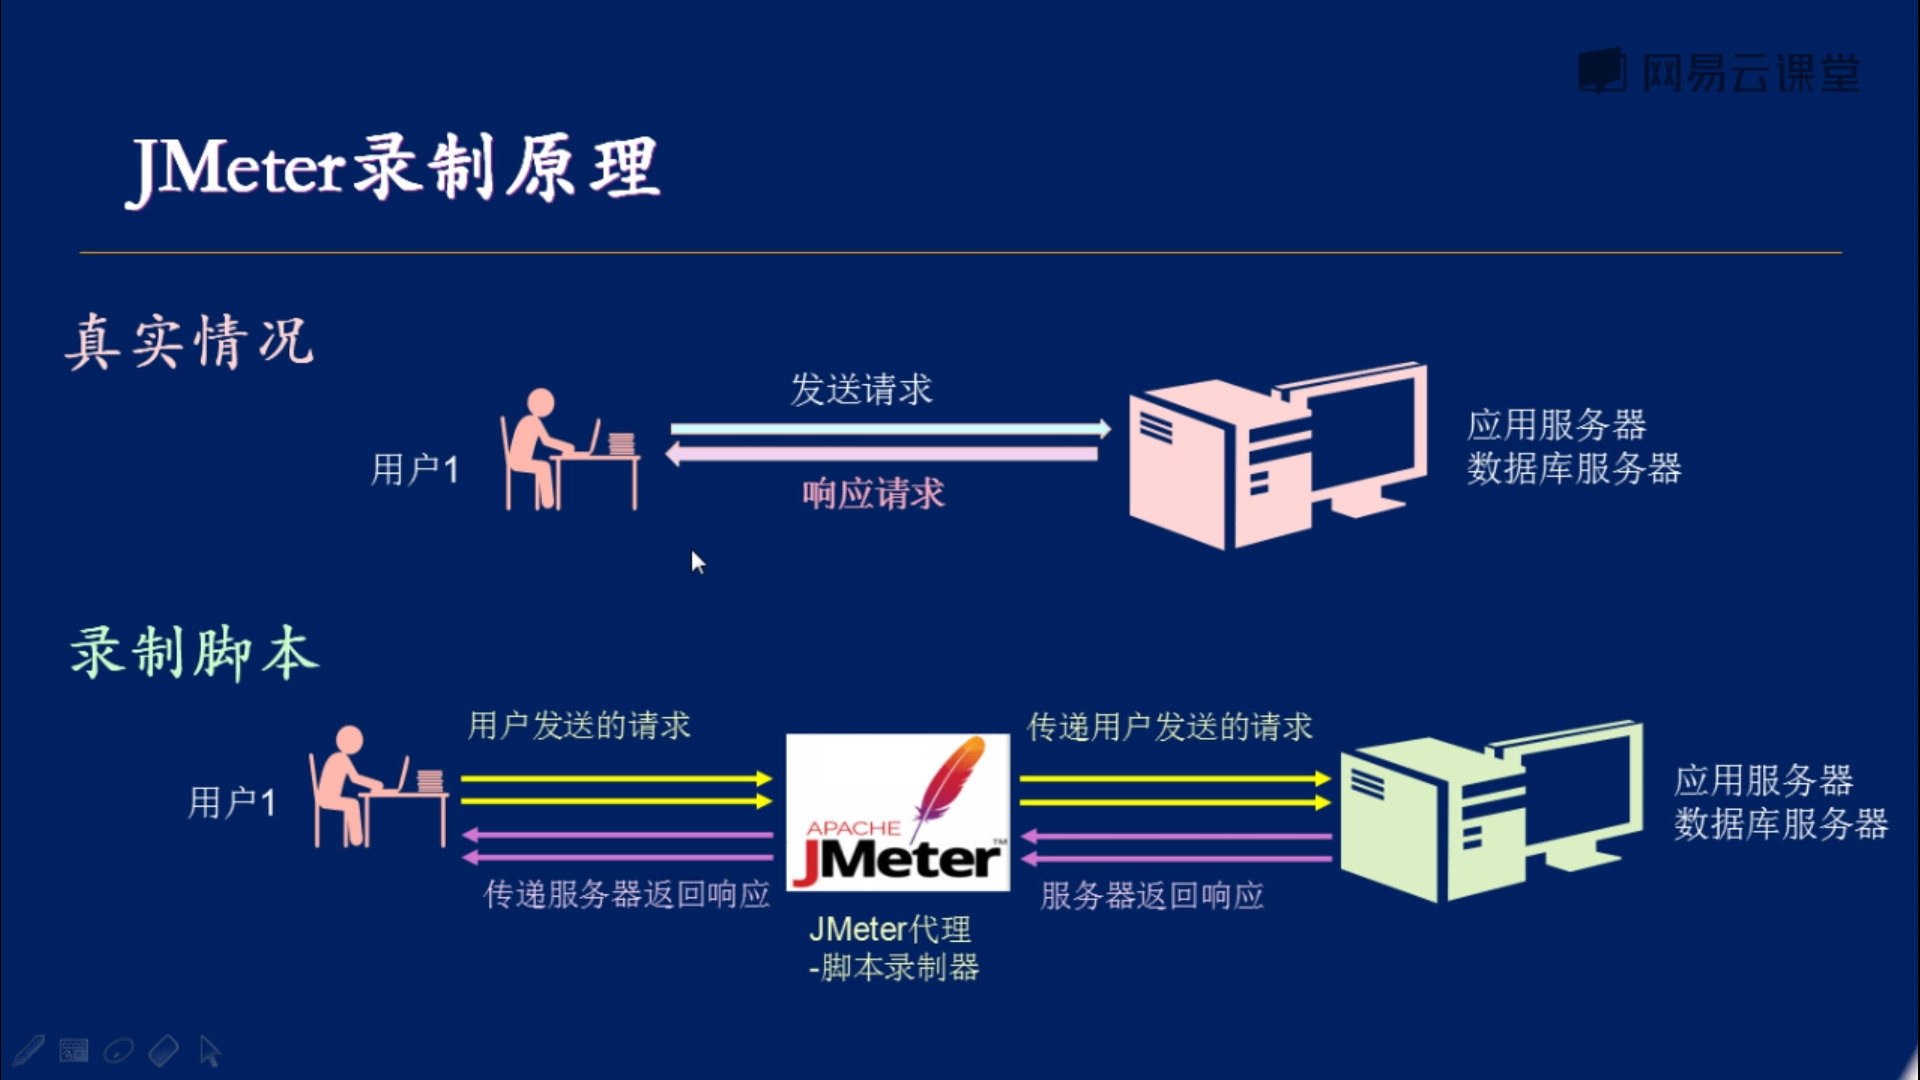 网易云课堂
JMeter录制原理
真实情况
发送请求
用户1
响应请求
应用服务器
数据库服务器
录制脚本
用户发送的请求
传递用户发送的请求
用户1
APACHE
JMeter™
应用服务器
数据库服务器
传递服务器返回响应
服务器返回响应
JMeter代理
-脚本录制器